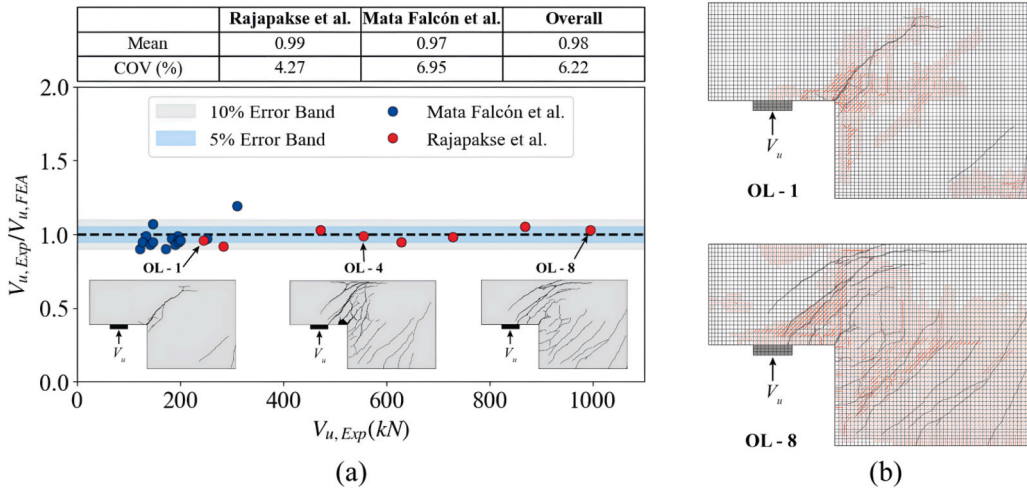 Rajapakse et al. Mata Falcón et al. Overall
Mean 0.99 0.97 0.98
COV (%) 4.27 6.95 6.22
2.0
10% Error Band Mata Falcón et al.
5% Error Band Rajapakse et al.
1.5
1.0
0.5
0.0
V_{u,Exp}/V_{u,FEA}
OL - 1 OL - 4 OL - 8
V_u V_u V_u
0 200 400 600 800 1000
V_{u,Exp}(kN)
(a)
V_u
OL - 1
V_u
OL - 8
(b)